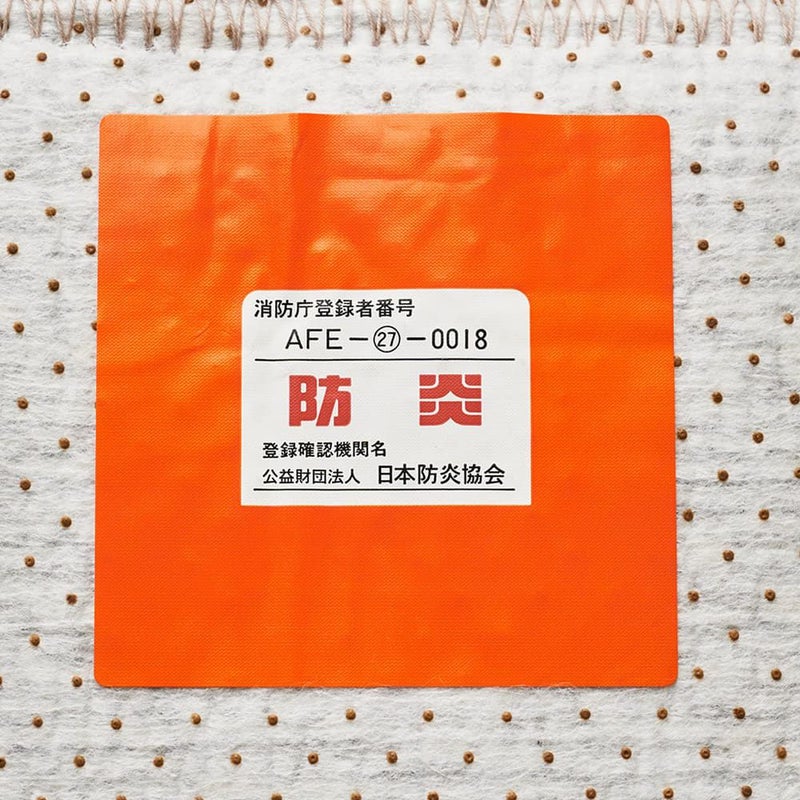 消防庁登録者番号
AFE－㉗－0018
防炎
登録確認機関名
公益財団法人 日本防炎協会